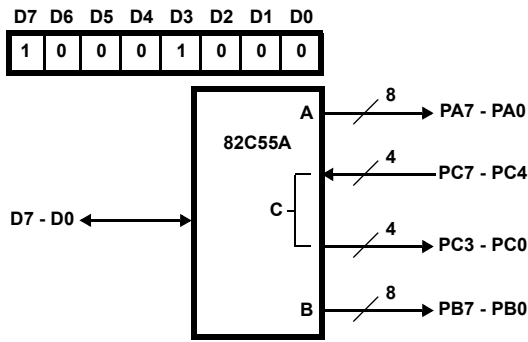 D7 D6 D5 D4 D3 D2 D1 D0
1 0 0 0 1 0 0 0
A 8 PA7 - PA0
82C55A
4 PC7 - PC4
C
D7 - D0
4 PC3 - PC0
B 8 PB7 - PB0